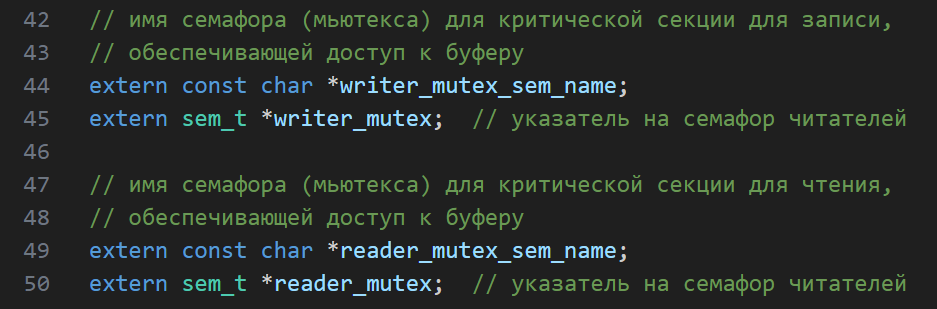 42 // имя семафора (мьютекса) для критической секции для записи,
43 // обеспечивающей доступ к буферу
44 extern const char *writer_mutex_sem_name;
45 extern sem_t *writer_mutex;  // указатель на семафор читателей
46
47 // имя семафора (мьютекса) для критической секции для чтения,
48 // обеспечивающей доступ к буферу
49 extern const char *reader_mutex_sem_name;
50 extern sem_t *reader_mutex;  // указатель на семафор читателей